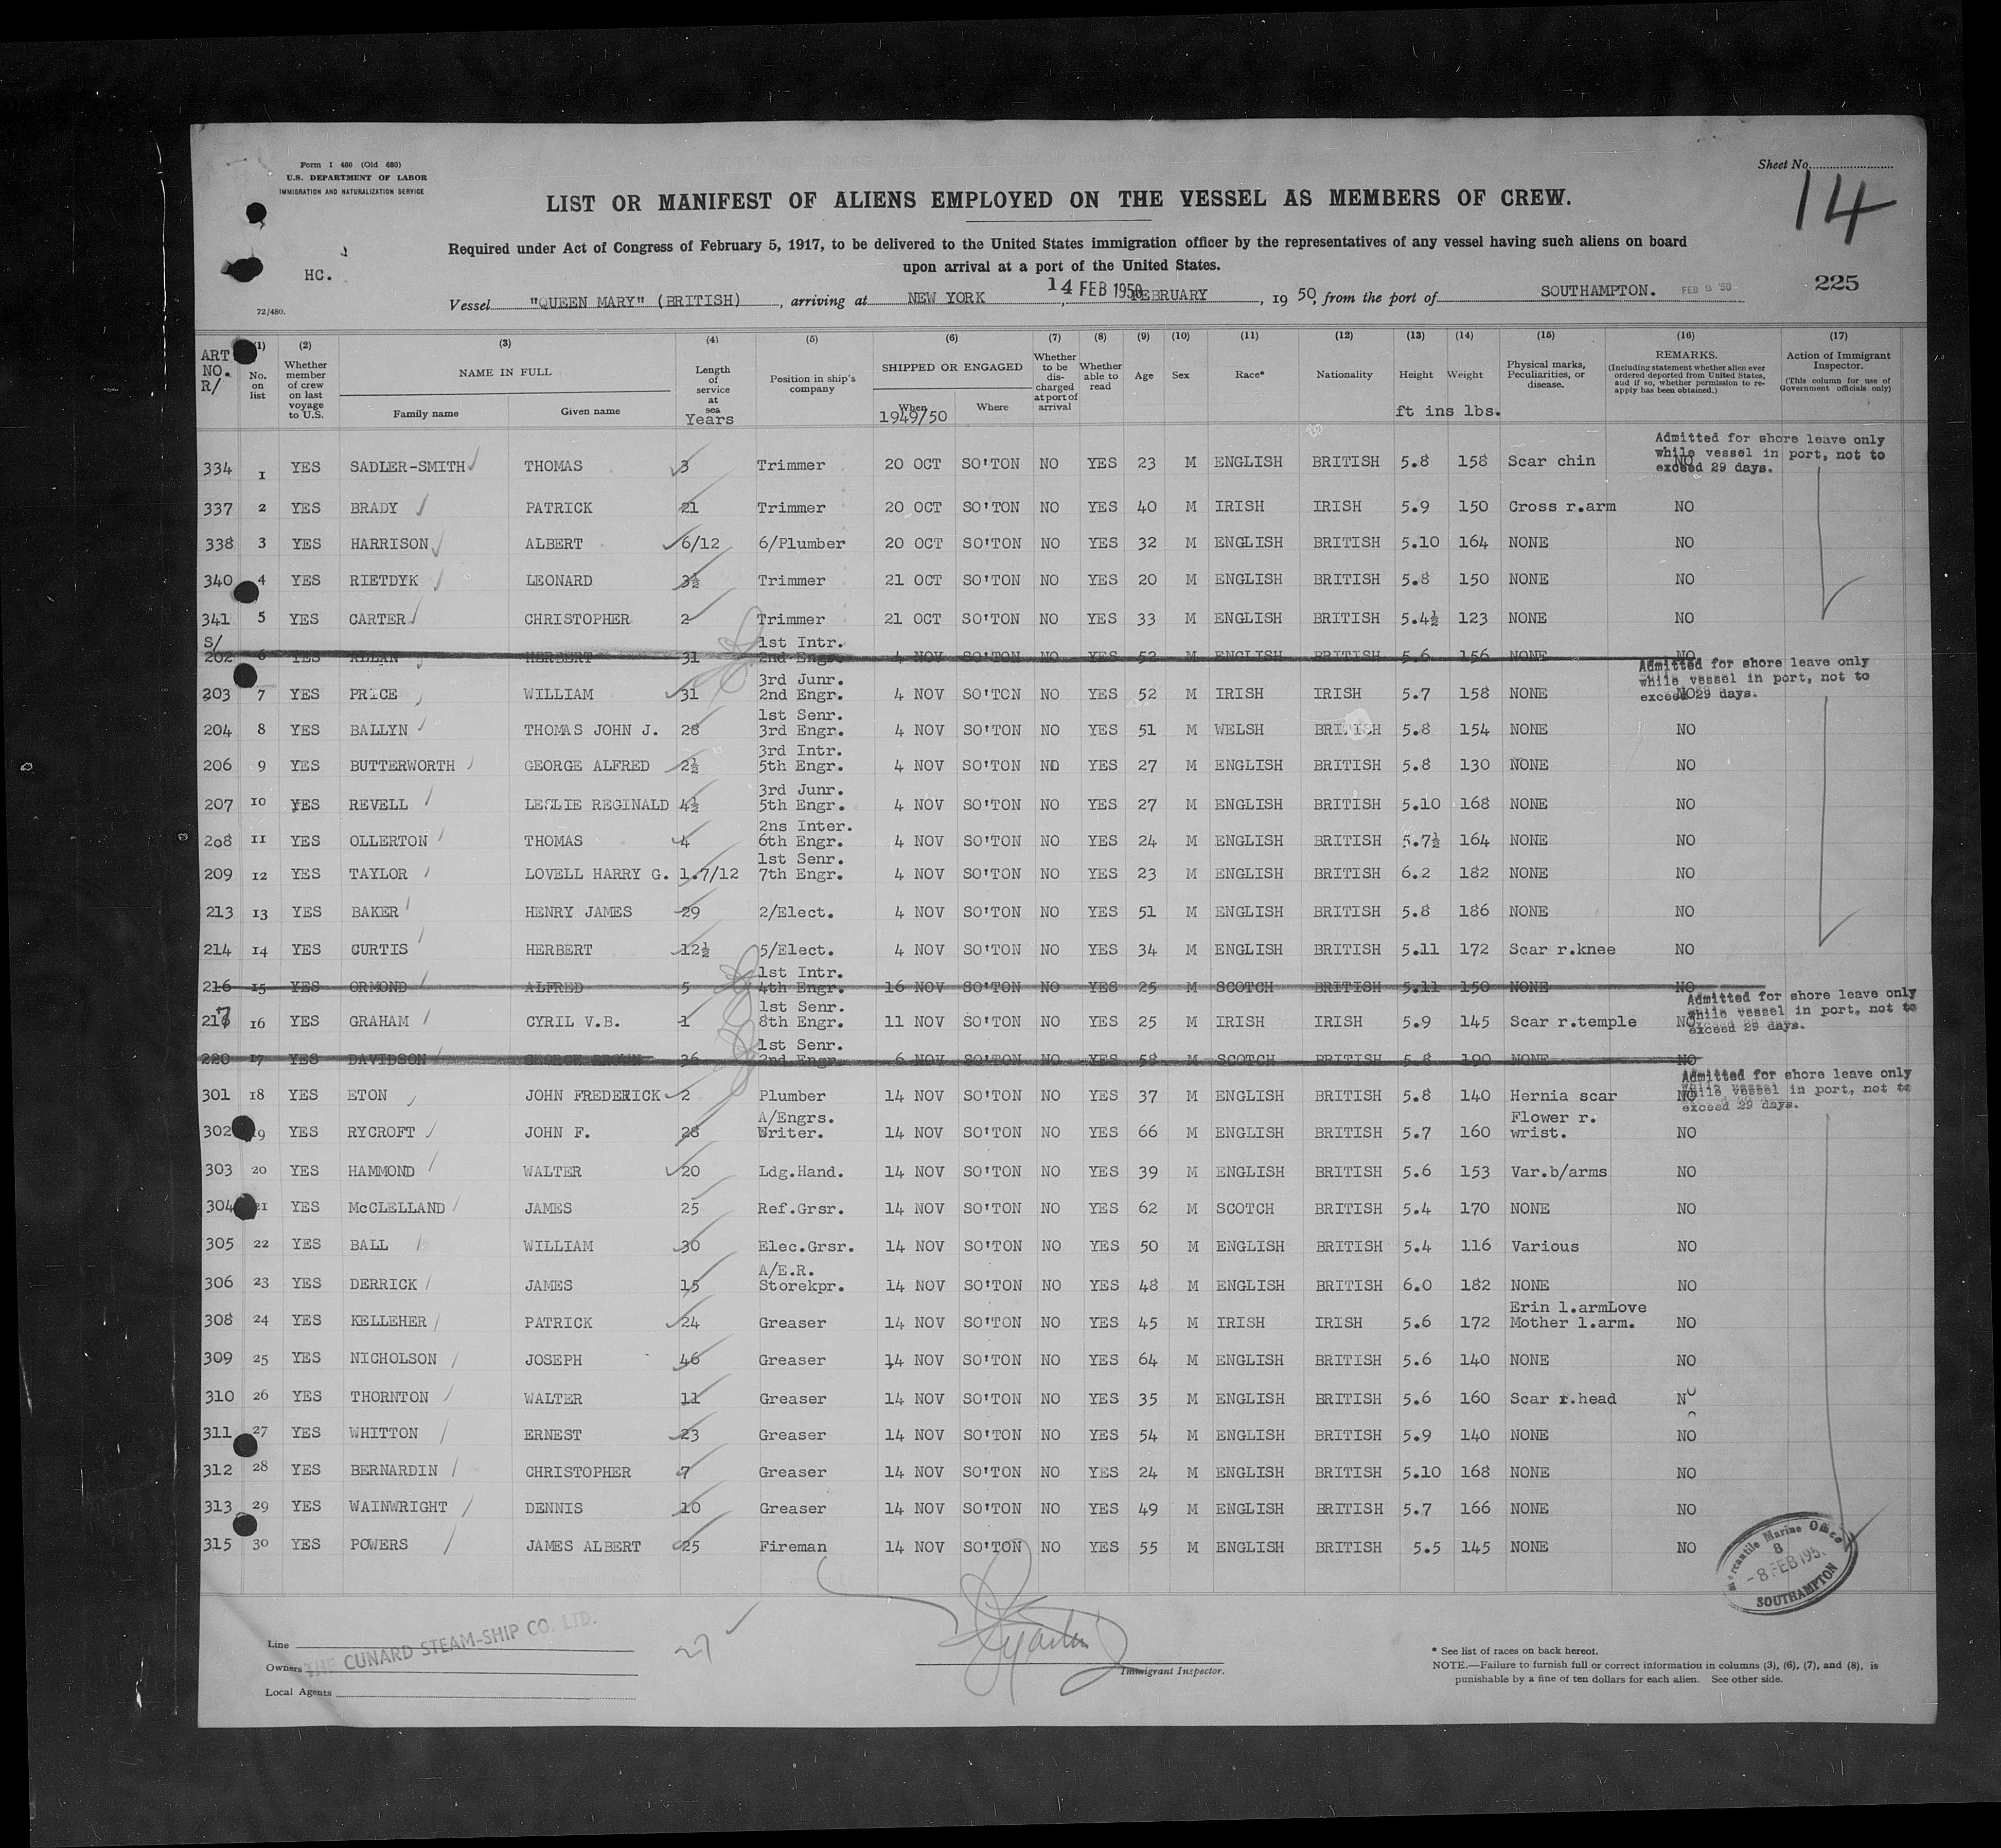 Form I 480 (Old 680)
U.S. DEPARTMENT OF LABOR
IMMIGRATION AND NATURALIZATION SERVICE
Sheet No.
14
LIST OR MANIFEST OF ALIENS EMPLOYED ON THE VESSEL AS MEMBERS OF CREW.
Required under Act of Congress of February 5, 1917, to be delivered to the United States immigration officer by the representatives of any vessel having such aliens on board
upon arrival at a port of the United States.
HC.
225
Vessel "QUEEN MARY" (BRITISH), arriving at NEW YORK 14 FEB 1950 FEBRUARY, 19 50, from the port of SOUTHAMPTON. FEB 9 '50
72/480.
ART NO. R/ (1) No. on list (2) Whether member of crew on last voyage to U.S. (3) NAME IN FULL Family name Given name (4) Length of service at sea Years (5) Position in ship's company (6) SHIPPED OR ENGAGED When 1949/50 Where (7) Whether to be discharged at port of arrival (8) Whether able to read (9) Age (10) Sex (11) Race* (12) Nationality (13) Height ft ins (14) Weight lbs. (15) Physical marks, Peculiarities, or disease. (16) REMARKS. (Including statement whether alien ever ordered deported from United States, and if so, whether permission to reapply has been obtained.) (17) Action of Immigrant Inspector. (This column for use of Government officials only)
Admitted for shore leave only
while vessel in port, not to
exceed 29 days.
334 1 YES SADLER-SMITH THOMAS 3 Trimmer 20 OCT SO'TON NO YES 23 M ENGLISH BRITISH 5.8 158 Scar chin NO
337 2 YES BRADY PATRICK 21 Trimmer 20 OCT SO'TON NO YES 40 M IRISH IRISH 5.9 150 Cross r.arm NO
338 3 YES HARRISON ALBERT 6/12 6/Plumber 20 OCT SO'TON NO YES 32 M ENGLISH BRITISH 5.10 164 NONE NO
340 4 YES RIETDYK LEONARD 3½ Trimmer 21 OCT SO'TON NO YES 20 M ENGLISH BRITISH 5.8 150 NONE NO
341 5 YES CARTER CHRISTOPHER 2 Trimmer 21 OCT SO'TON NO YES 33 M ENGLISH BRITISH 5.4½ 123 NONE NO
S/ 1st Intr.
202 6 YES ALLAN HERBERT 31 2nd Engr. 4 NOV SO'TON NO YES 52 M ENGLISH BRITISH 5.6 156 NONE NO
Admitted for shore leave only
while vessel in port, not to
exceed 29 days.
3rd Junr.
203 7 YES PRICE WILLIAM 31 2nd Engr. 4 NOV SO'TON NO YES 52 M IRISH IRISH 5.7 158 NONE NO
1st Senr.
204 8 YES BALLYN THOMAS JOHN J. 28 3rd Engr. 4 NOV SO'TON NO YES 51 M WELSH BRITISH 5.8 154 NONE NO
3rd Intr.
206 9 YES BUTTERWORTH GEORGE ALFRED 2½ 5th Engr. 4 NOV SO'TON NO YES 27 M ENGLISH BRITISH 5.8 130 NONE NO
3rd Junr.
207 10 YES REVELL LESLIE REGINALD 4½ 5th Engr. 4 NOV SO'TON NO YES 27 M ENGLISH BRITISH 5.10 168 NONE NO
2ns Inter.
208 11 YES OLLERTON THOMAS 4 6th Engr. 4 NOV SO'TON NO YES 24 M ENGLISH BRITISH 5.7½ 164 NONE NO
1st Senr.
209 12 YES TAYLOR LOVELL HARRY G. 1.7/12 7th Engr. 4 NOV SO'TON NO YES 23 M ENGLISH BRITISH 6.2 182 NONE NO
213 13 YES BAKER HENRY JAMES 29 2/Elect. 4 NOV SO'TON NO YES 51 M ENGLISH BRITISH 5.8 186 NONE NO
214 14 YES CURTIS HERBERT 12½ 5/Elect. 4 NOV SO'TON NO YES 34 M ENGLISH BRITISH 5.11 172 Scar r.knee NO
1st Intr.
216 15 YES ORMOND ALFRED 5 4th Engr. 16 NOV SO'TON NO YES 25 M SCOTCH BRITISH 5.11 150 NONE NO
Admitted for shore leave only
while vessel in port, not to
exceed 29 days.
1st Senr.
217 16 YES GRAHAM CYRIL V.B. 1 8th Engr. 11 NOV SO'TON NO YES 25 M IRISH IRISH 5.9 145 Scar r.temple NO
1st Senr.
220 17 YES DAVIDSON GEORGE BROWN 36 2nd Engr. 6 NOV SO'TON NO YES 58 M SCOTCH BRITISH 5.8 190 NONE NO
Admitted for shore leave only
while vessel in port, not to
exceed 29 days.
301 18 YES ETON JOHN FREDERICK 2 Plumber 14 NOV SO'TON NO YES 37 M ENGLISH BRITISH 5.8 140 Hernia scar NO
A/Engrs. Flower r.
302 19 YES RYCROFT JOHN F. 28 Writer. 14 NOV SO'TON NO YES 66 M ENGLISH BRITISH 5.7 160 wrist. NO
303 20 YES HAMMOND WALTER 20 Ldg.Hand. 14 NOV SO'TON NO YES 39 M ENGLISH BRITISH 5.6 153 Var.b/arms NO
304 21 YES McCLELLAND JAMES 25 Ref.Grsr. 14 NOV SO'TON NO YES 62 M SCOTCH BRITISH 5.4 170 NONE NO
305 22 YES BALL WILLIAM 30 Elec.Grsr. 14 NOV SO'TON NO YES 50 M ENGLISH BRITISH 5.4 116 Various NO
A/E.R.
306 23 YES DERRICK JAMES 15 Storekpr. 14 NOV SO'TON NO YES 48 M ENGLISH BRITISH 6.0 182 NONE NO
Erin l.armLove
308 24 YES KELLEHER PATRICK 24 Greaser 14 NOV SO'TON NO YES 45 M IRISH IRISH 5.6 172 Mother l.arm. NO
309 25 YES NICHOLSON JOSEPH 46 Greaser 14 NOV SO'TON NO YES 64 M ENGLISH BRITISH 5.6 140 NONE NO
310 26 YES THORNTON WALTER 11 Greaser 14 NOV SO'TON NO YES 35 M ENGLISH BRITISH 5.6 160 Scar r.head NO
311 27 YES WHITTON ERNEST 23 Greaser 14 NOV SO'TON NO YES 54 M ENGLISH BRITISH 5.9 140 NONE NO
312 28 YES BERNARDIN CHRISTOPHER 7 Greaser 14 NOV SO'TON NO YES 24 M ENGLISH BRITISH 5.10 168 NONE NO
313 29 YES WAINWRIGHT DENNIS 10 Greaser 14 NOV SO'TON NO YES 49 M ENGLISH BRITISH 5.7 166 NONE NO
315 30 YES POWERS JAMES ALBERT 25 Fireman 14 NOV SO'TON NO YES 55 M ENGLISH BRITISH 5.5 145 NONE NO
Mercantile Marine Office
8
-8 FEB 195
SOUTHAMPTON
Line
Owners THE CUNARD STEAM-SHIP CO. LTD.
Local Agents
27
Immigrant Inspector.
* See list of races on back hereof.
NOTE.—Failure to furnish full or correct information in columns (3), (6), (7), and (8), is
punishable by a fine of ten dollars for each alien. See other side.